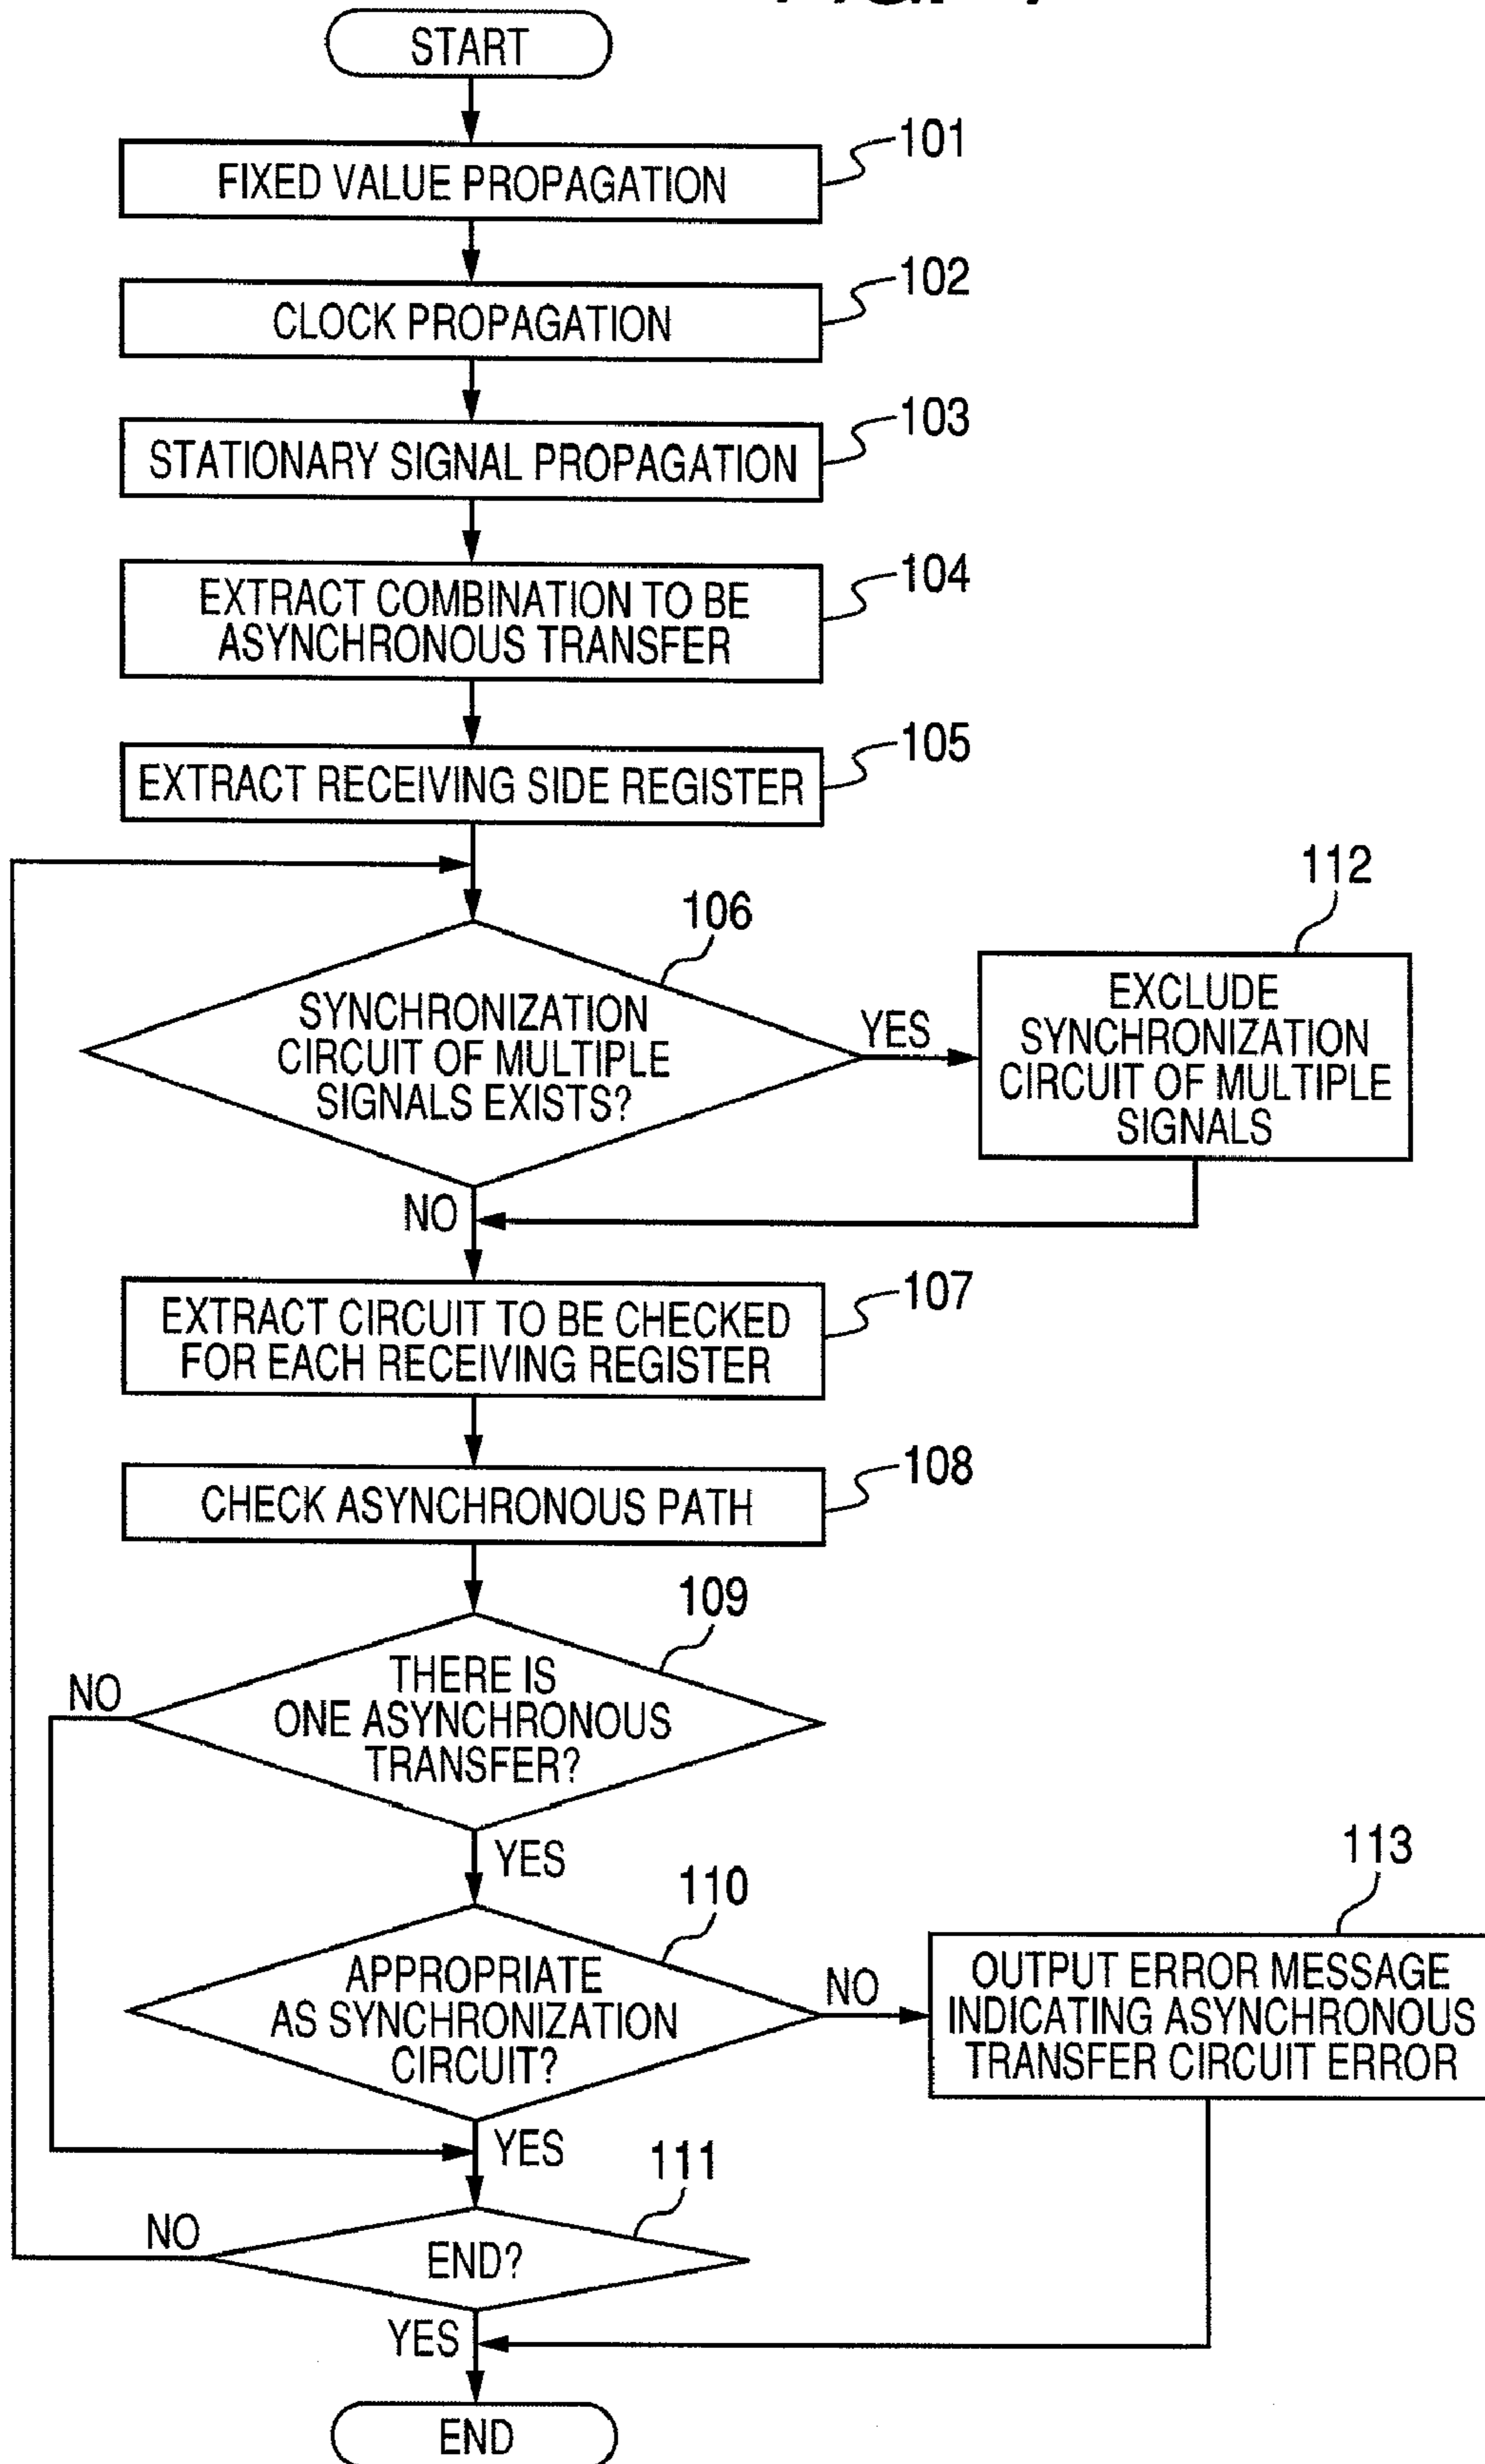 START
101
FIXED VALUE PROPAGATION
102
CLOCK PROPAGATION
103
STATIONARY SIGNAL PROPAGATION
104
EXTRACT COMBINATION TO BE
ASYNCHRONOUS TRANSFER
105
EXTRACT RECEIVING SIDE REGISTER
106
SYNCHRONIZATION
CIRCUIT OF MULTIPLE
SIGNALS EXISTS?
YES
112
EXCLUDE
SYNCHRONIZATION
CIRCUIT OF MULTIPLE
SIGNALS
NO
107
EXTRACT CIRCUIT TO BE CHECKED
FOR EACH RECEIVING REGISTER
108
CHECK ASYNCHRONOUS PATH
109
THERE IS
ONE ASYNCHRONOUS
TRANSFER?
NO
YES
110
APPROPRIATE
AS SYNCHRONIZATION
CIRCUIT?
NO
113
OUTPUT ERROR MESSAGE
INDICATING ASYNCHRONOUS
TRANSFER CIRCUIT ERROR
YES
111
END?
NO
YES
END